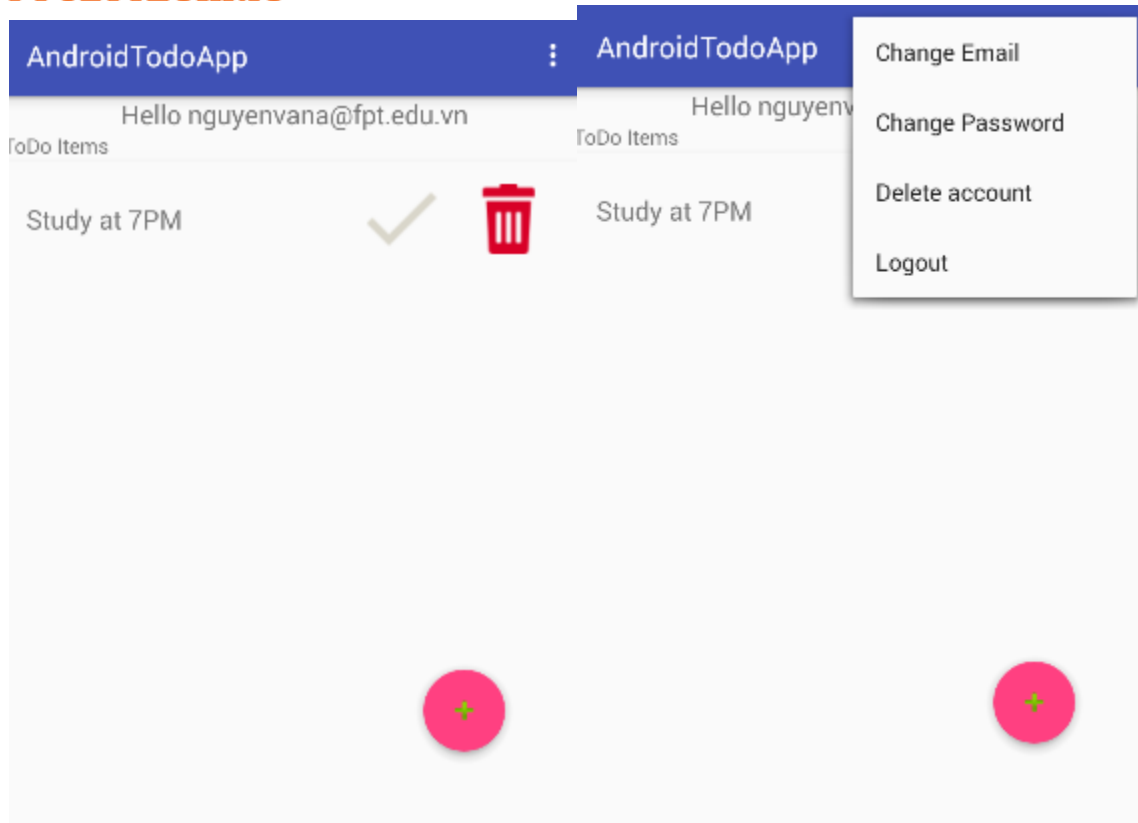 AndroidTodoApp
Hello nguyenvana@fpt.edu.vn
ToDo Items
Study at 7PM
AndroidTodoApp
Hello nguyenv
ToDo Items
Study at 7PM
Change Email
Change Password
Delete account
Logout